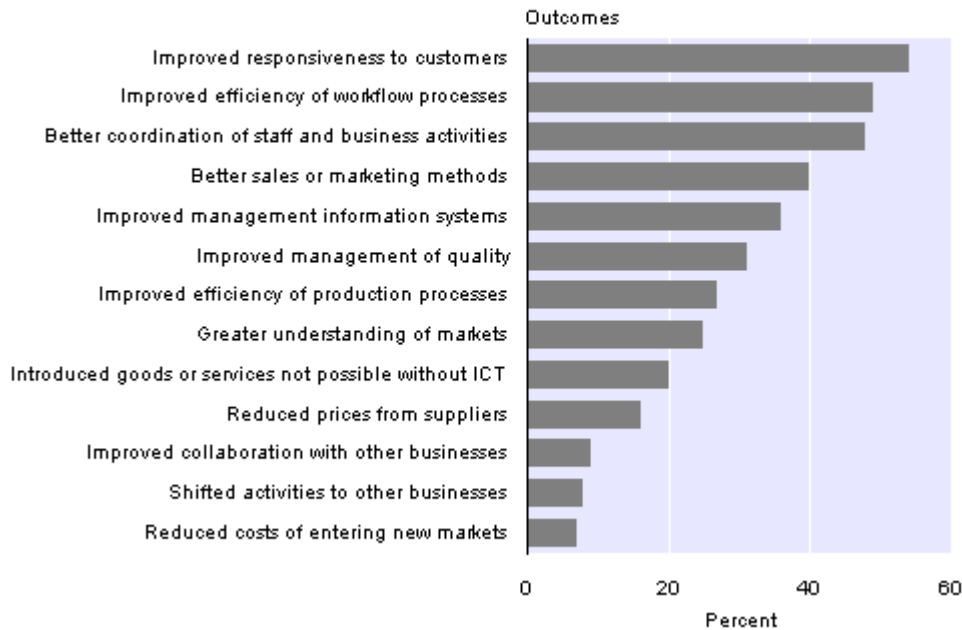 Outcomes
Improved responsiveness to customers
Improved efficiency of workflow processes
Better coordination of staff and business activities
Better sales or marketing methods
Improved management information systems
Improved management of quality
Improved efficiency of production processes
Greater understanding of markets
Introduced goods or services not possible without ICT
Reduced prices from suppliers
Improved collaboration with other businesses
Shifted activities to other businesses
Reduced costs of entering new markets
0 20 40 60
Percent